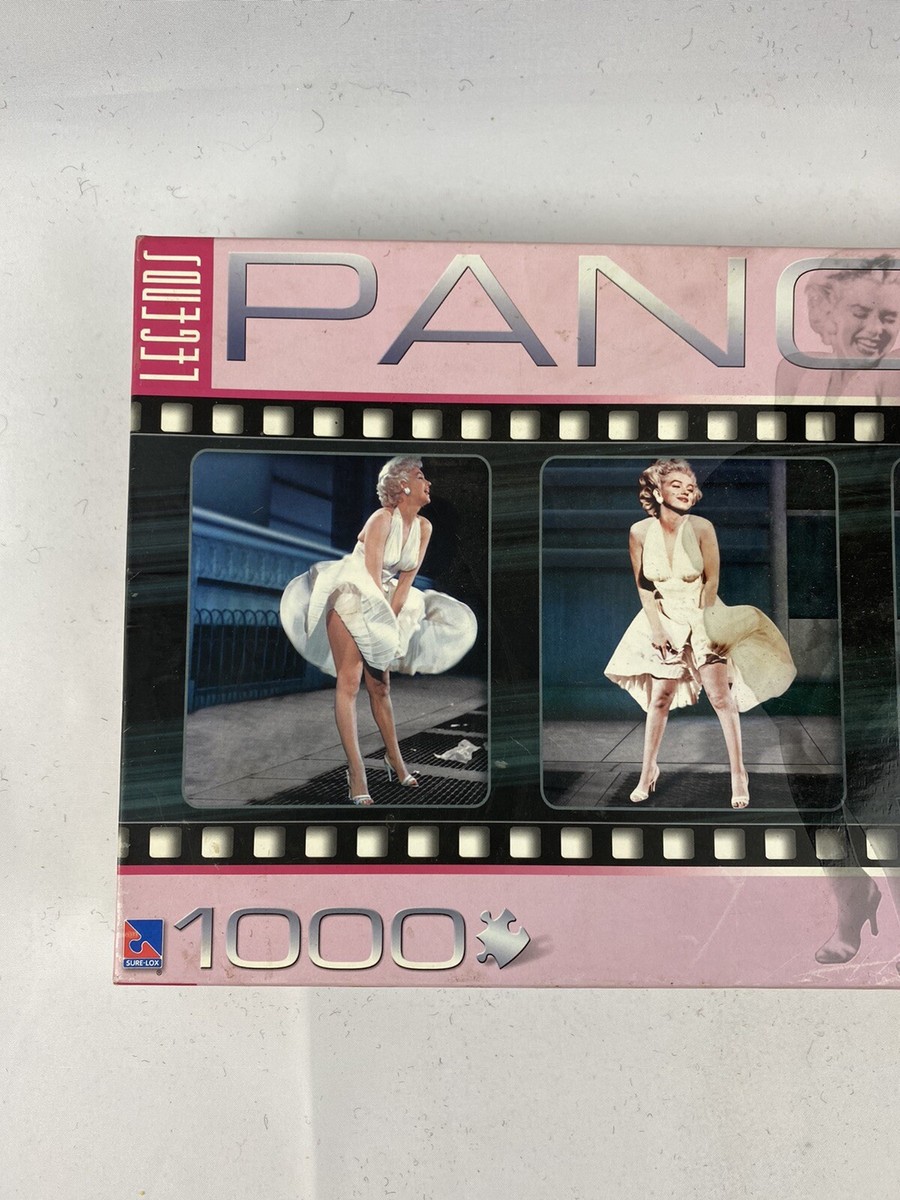 LEGENDS
PANO
1000
SURE-LOX